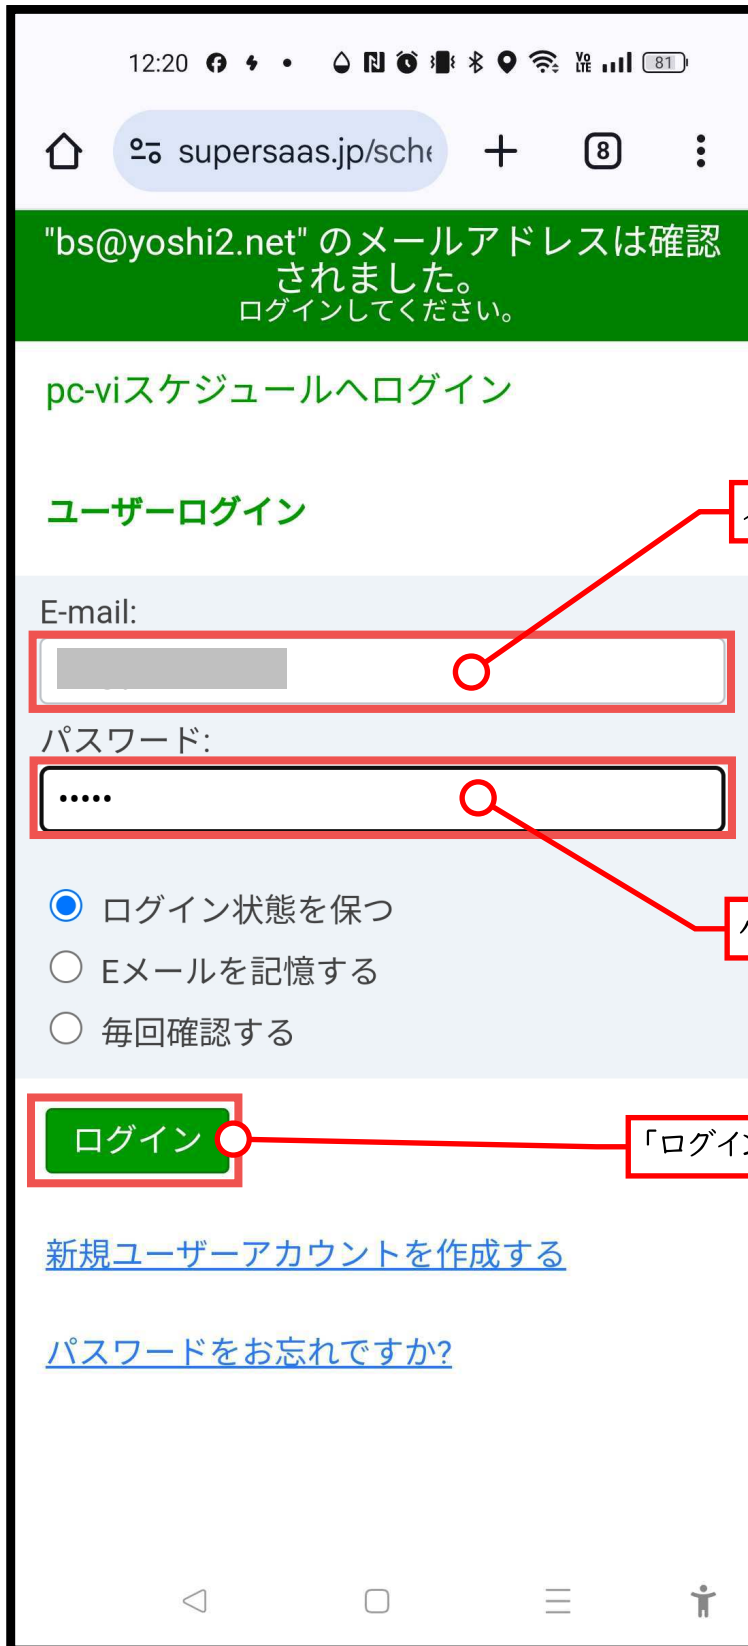 12:20
VoLTE
81
supersaas.jp/sche
8
"bs@yoshi2.net" のメールアドレスは確認
されました。
ログインしてください。
pc-viスケジュールへログイン
ユーザーログイン
E-mail:
パスワード:
•••••
ログイン状態を保つ
Eメールを記憶する
毎回確認する
ログイン
「ログイン
新規ユーザーアカウントを作成する
パスワードをお忘れですか?